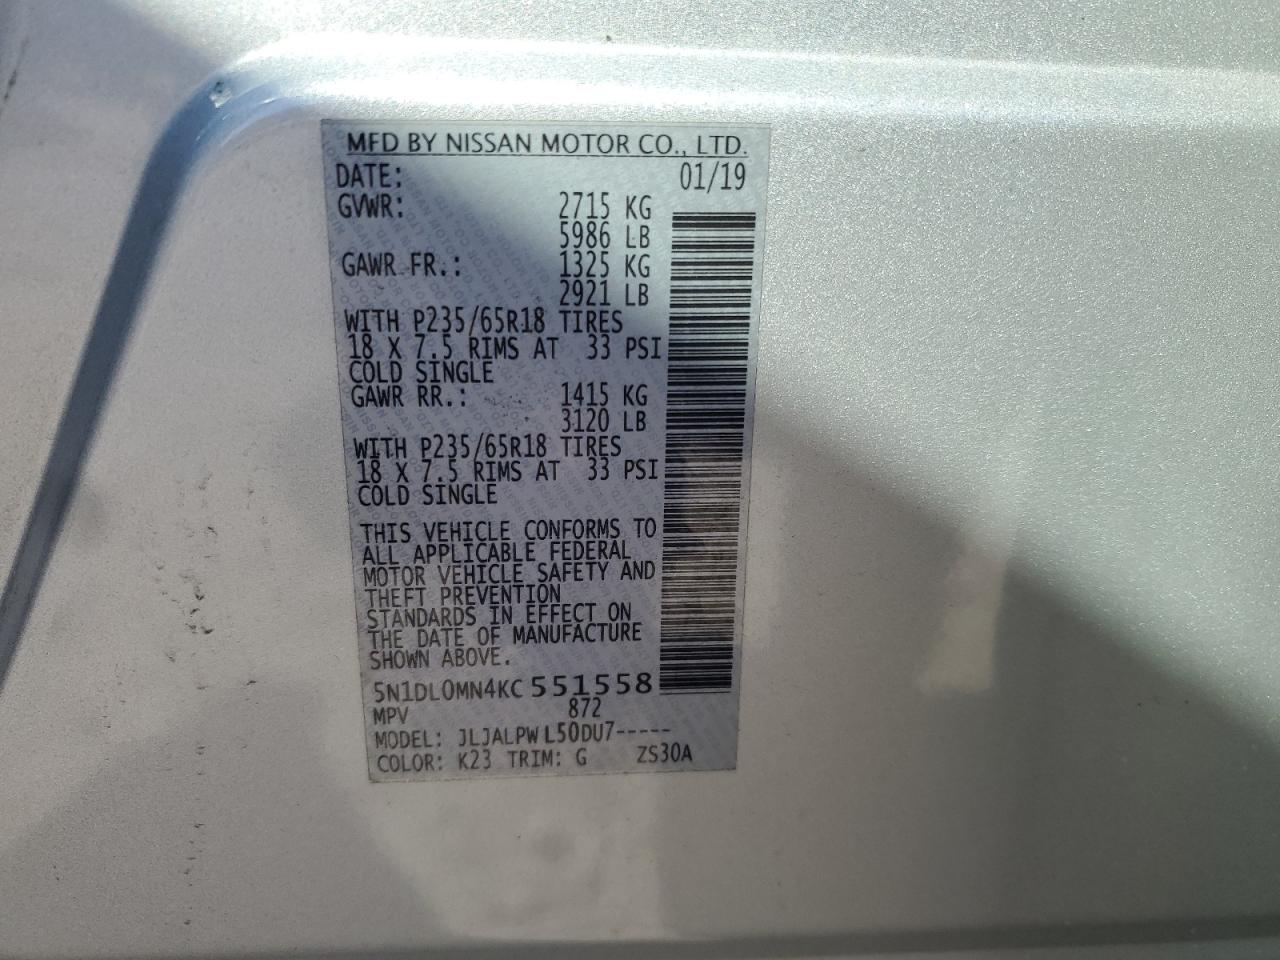 MFD BY NISSAN MOTOR CO., LTD.
DATE: 01/19
GVWR: 2715 KG
5986 LB
GAWR FR.: 1325 KG
2921 LB
WITH P235/65R18 TIRES
18 X 7.5 RIMS AT 33 PSI
COLD SINGLE
GAWR RR.: 1415 KG
3120 LB
WITH P235/65R18 TIRES
18 X 7.5 RIMS AT 33 PSI
COLD SINGLE
THIS VEHICLE CONFORMS TO
ALL APPLICABLE FEDERAL
MOTOR VEHICLE SAFETY AND
THEFT PREVENTION
STANDARDS IN EFFECT ON
THE DATE OF MANUFACTURE
SHOWN ABOVE.
5N1DL0MN4KC551558
MPV 872
MODEL: JLJALPWL50DU7-----
COLOR: K23 TRIM: G ZS30A